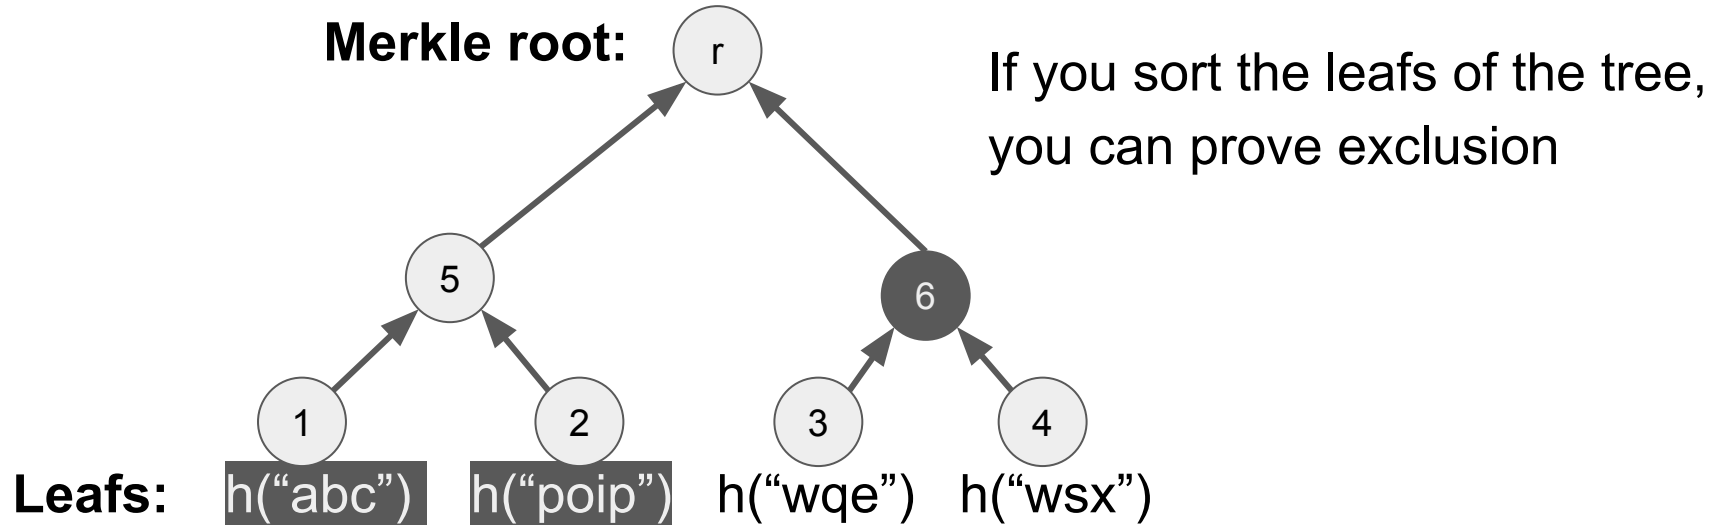 Merkle root:
r
If you sort the leafs of the tree,
you can prove exclusion
5
6
1
2
3
4
Leafs:
h(“abc”)
h(“poip”)
h(“wqe”)
h(“wsx”)